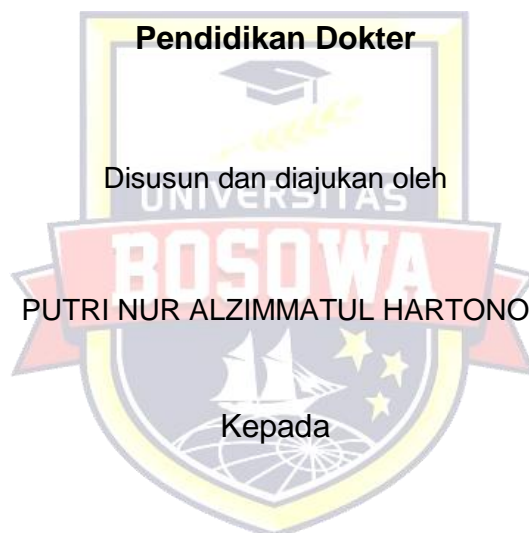 Pendidikan Dokter
Disusun dan diajukan oleh
UNIVERSITAS
BOSOWA
PUTRI NUR ALZIMMATUL HARTONO
Kepada